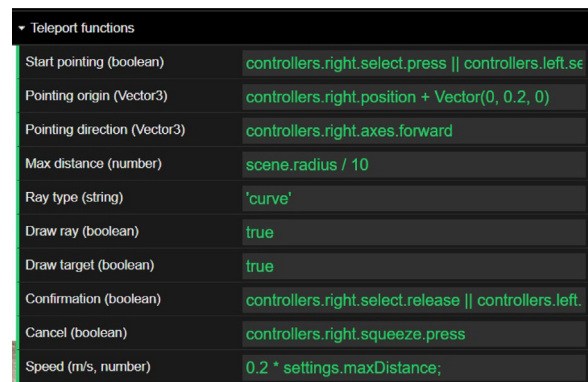 Teleport functions
Start pointing (boolean) controllers.right.select.press || controllers.left.se
Pointing origin (Vector3) controllers.right.position + Vector(0, 0.2, 0)
Pointing direction (Vector3) controllers.right.axes.forward
Max distance (number) scene.radius / 10
Ray type (string) 'curve'
Draw ray (boolean) true
Draw target (boolean) true
Confirmation (boolean) controllers.right.select.release || controllers.left.
Cancel (boolean) controllers.right.squeeze.press
Speed (m/s, number) 0.2 * settings.maxDistance;